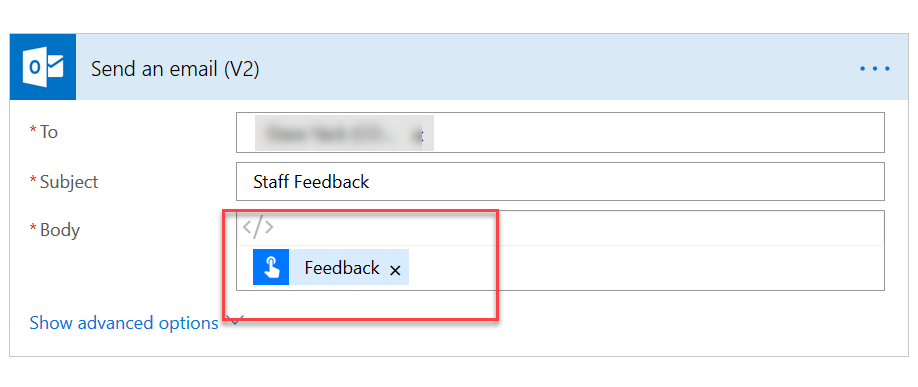 Send an email (V2)
* To
* Subject
Staff Feedback
* Body
</>
Feedback ×
Show advanced options